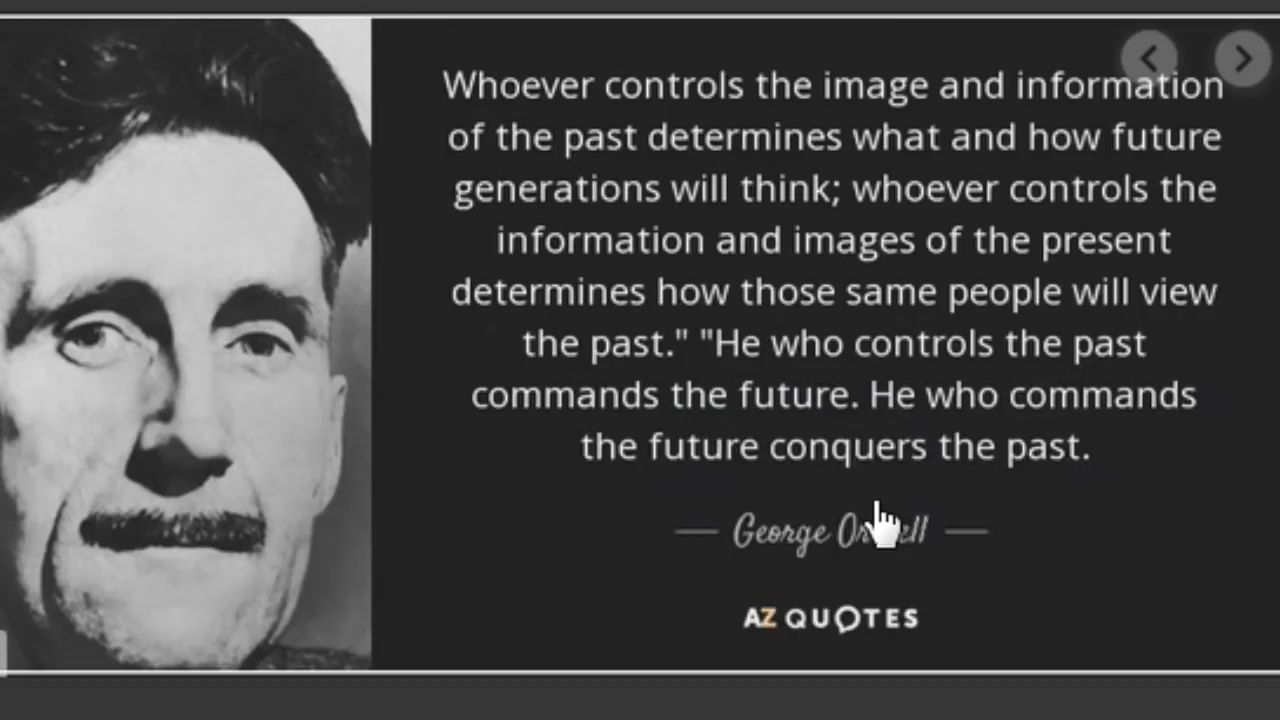 Whoever controls the image and information
of the past determines what and how future
generations will think; whoever controls the
information and images of the present
determines how those same people will view
the past." "He who controls the past
commands the future. He who commands
the future conquers the past.
— George Orwell —
AZ QUOTES